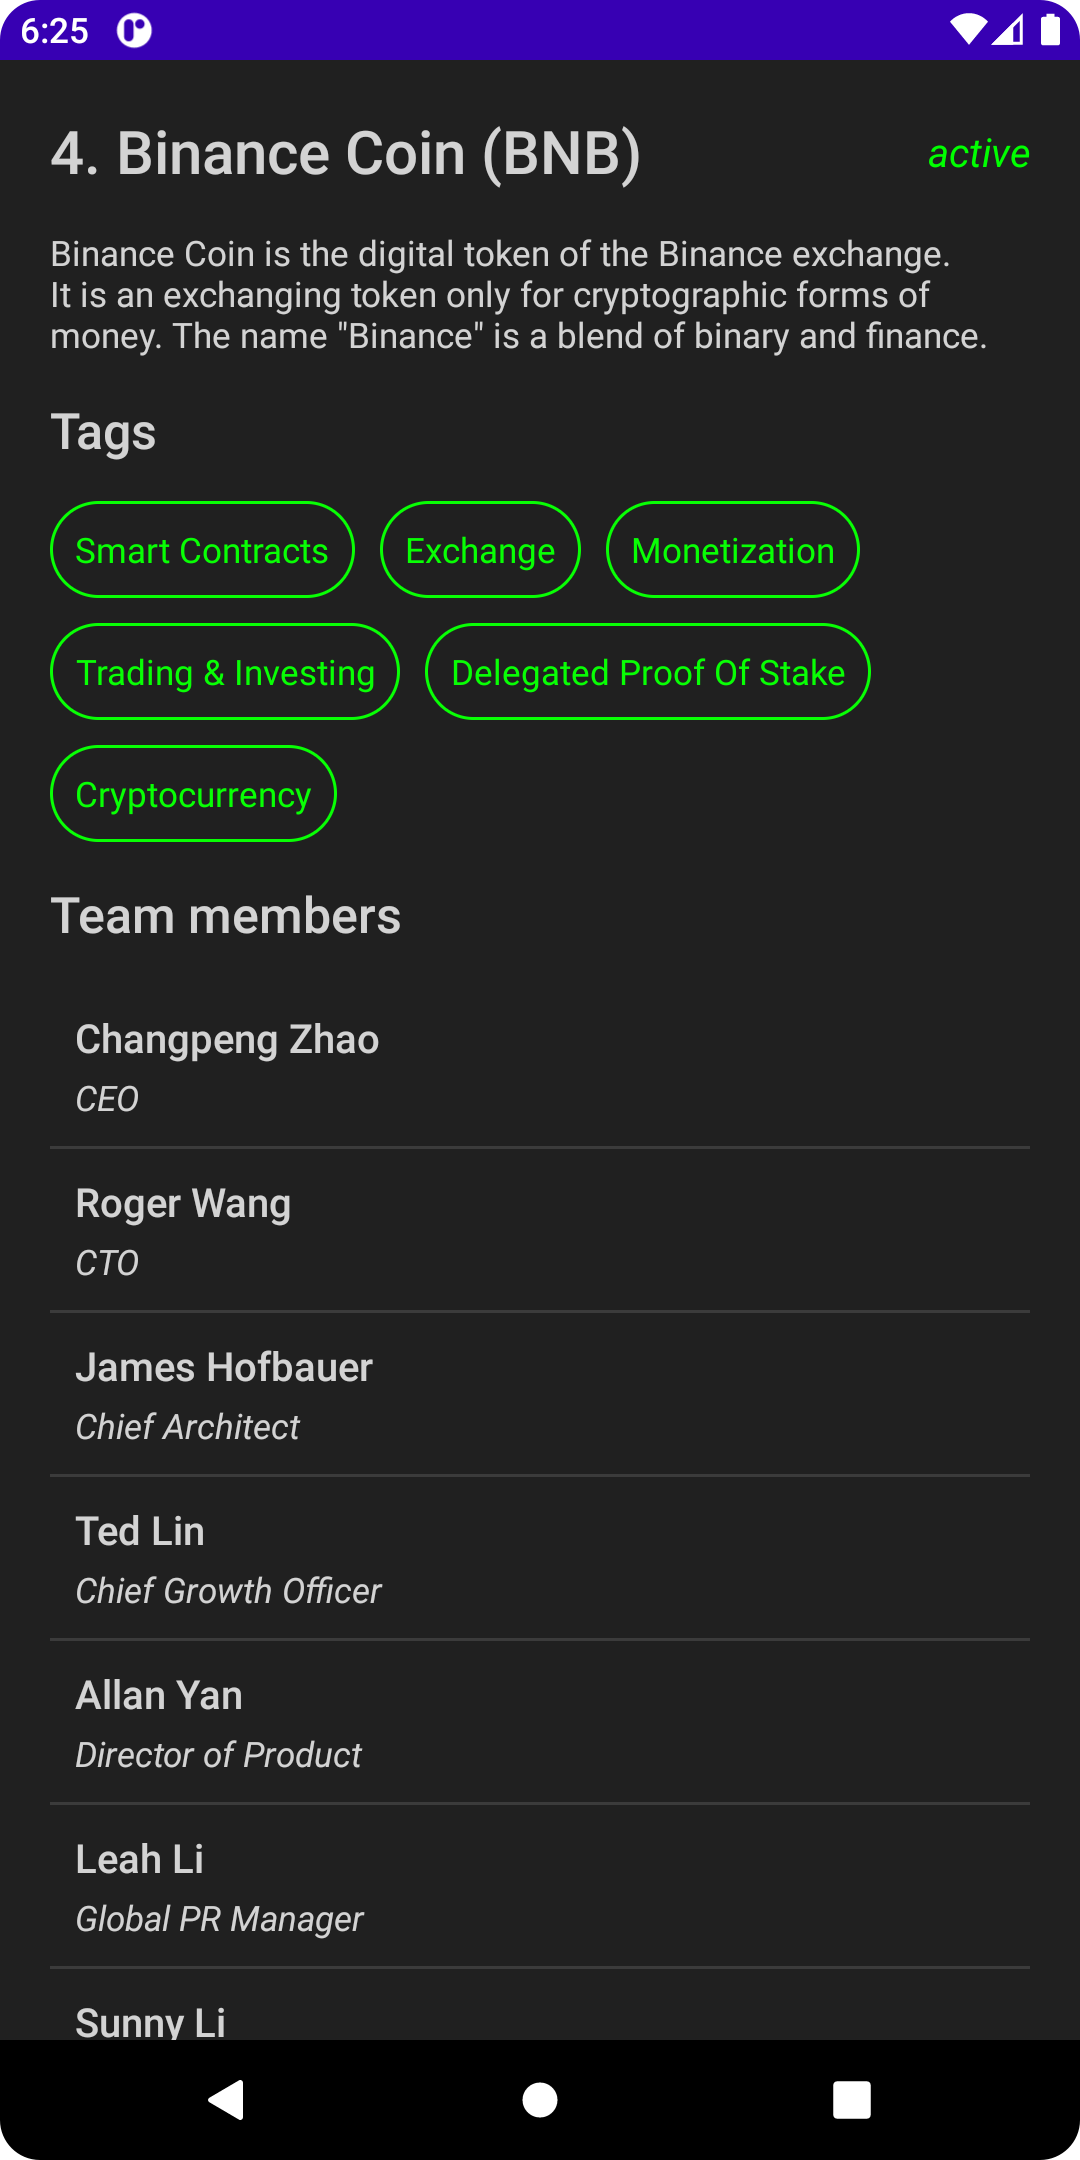 6:25
4. Binance Coin (BNB)
active
Binance Coin is the digital token of the Binance exchange.
It is an exchanging token only for cryptographic forms of
money. The name "Binance" is a blend of binary and finance.
Tags
Smart Contracts
Exchange
Monetization
Trading & Investing
Delegated Proof Of Stake
Cryptocurrency
Team members
Changpeng Zhao
CEO
Roger Wang
CTO
James Hofbauer
Chief Architect
Ted Lin
Chief Growth Officer
Allan Yan
Director of Product
Leah Li
Global PR Manager
Sunny Li